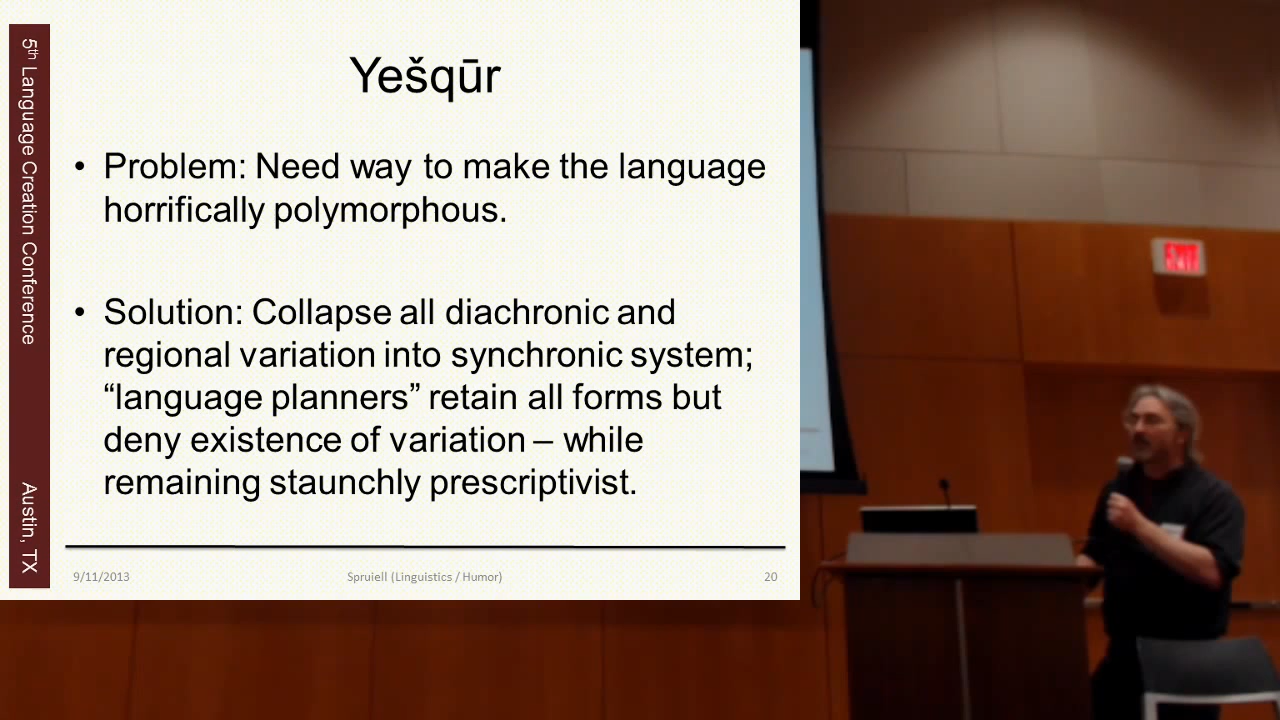 5th Language Creation Conference
Austin, TX
Yešqūr
• Problem: Need way to make the language
horrifically polymorphous.
• Solution: Collapse all diachronic and
regional variation into synchronic system;
“language planners” retain all forms but
deny existence of variation – while
remaining staunchly prescriptivist.
9/11/2013
Spruiell (Linguistics / Humor)
20
EXIT